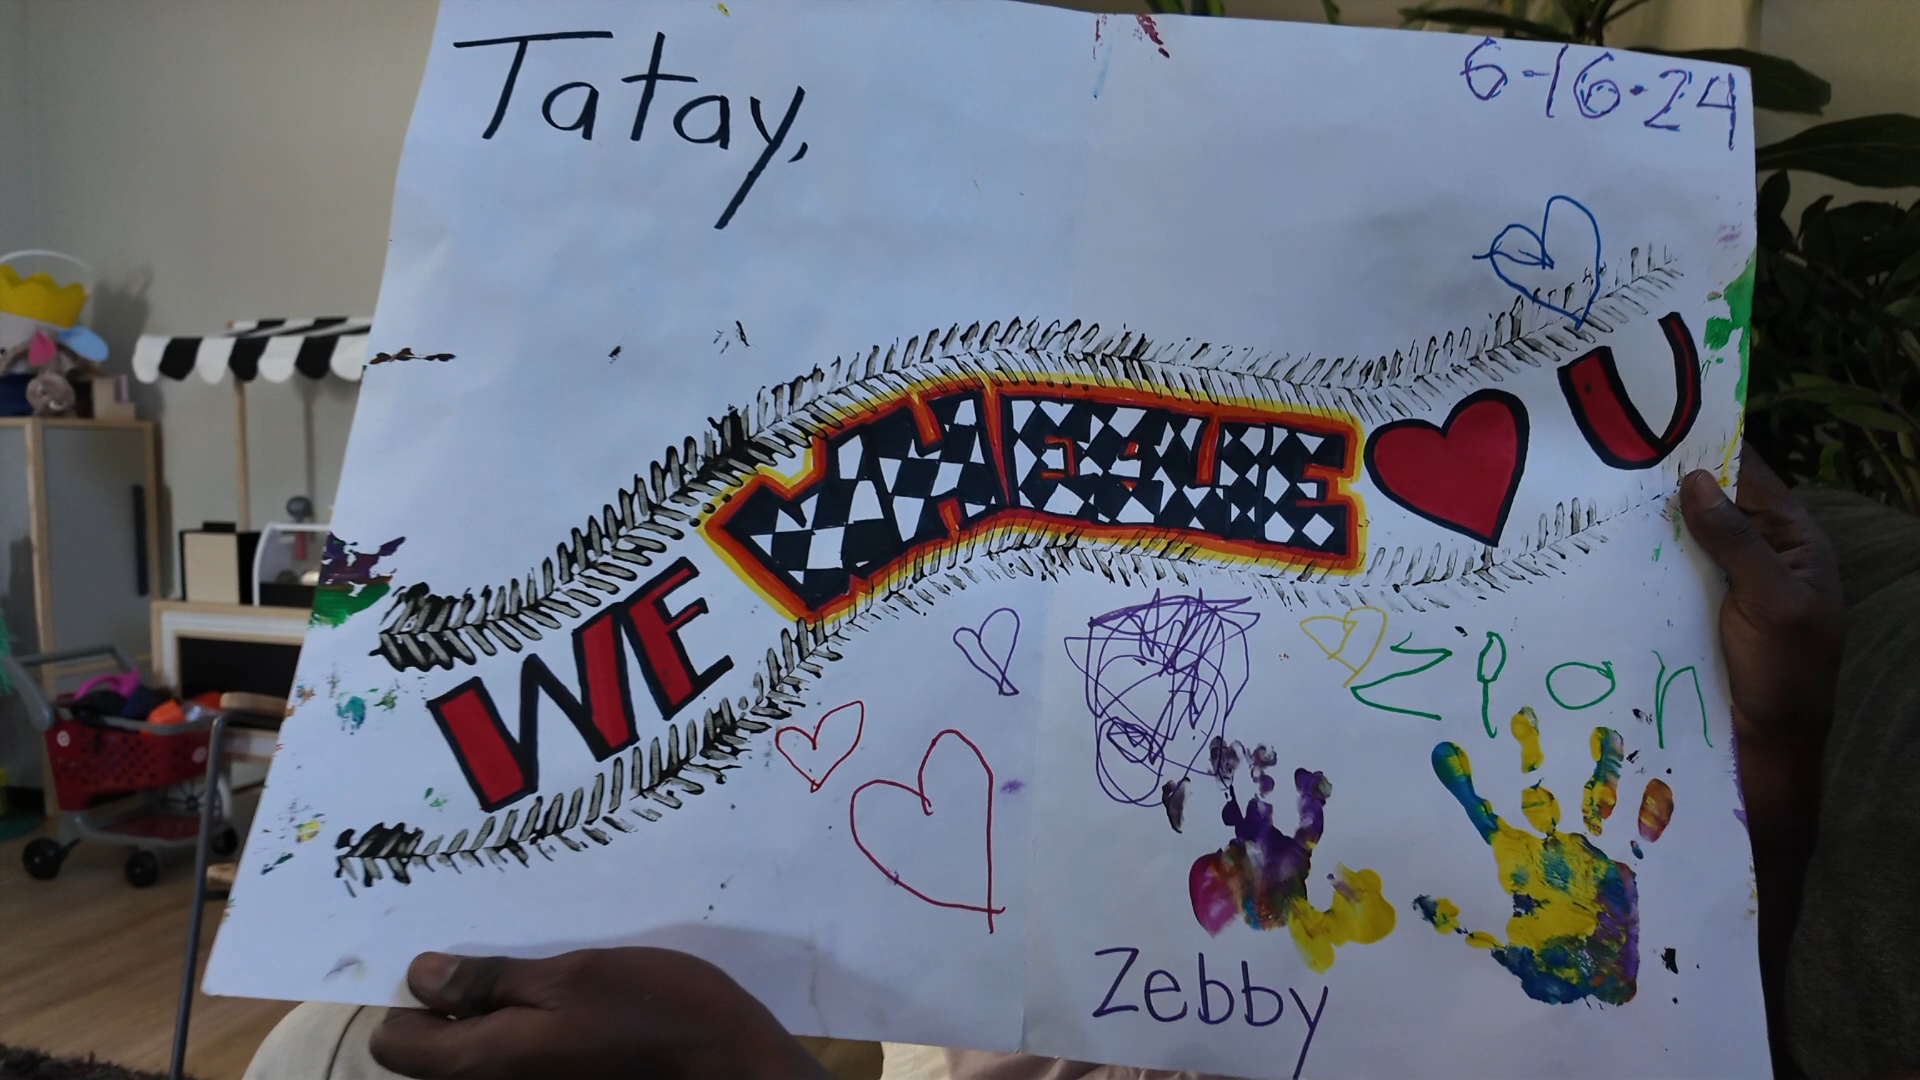 Tatay,
6-16-24
WE WHEELIE ♥ U
Zion
Zebby